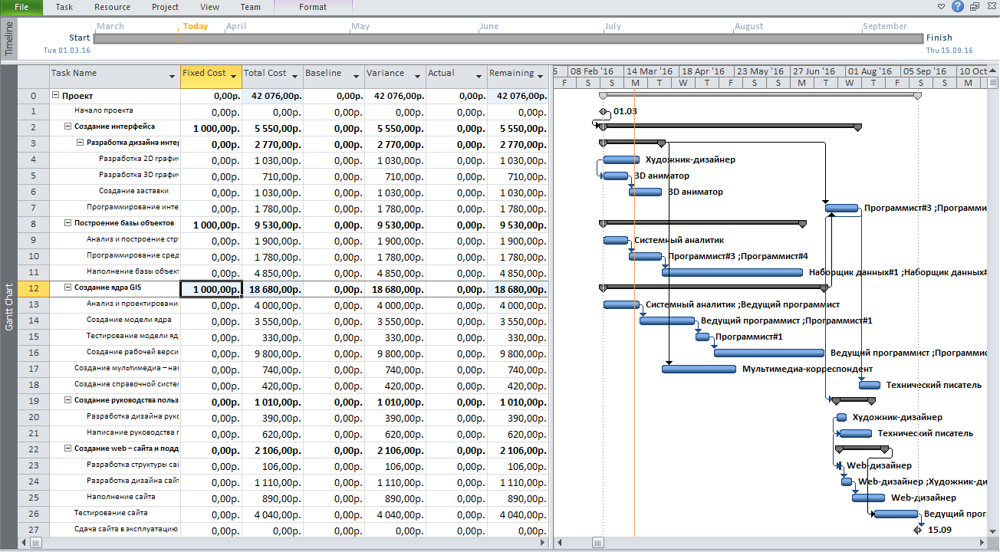 File Task Resource Project View Team Format
Timeline
March Today April May June July August September
Start Finish
Tue 01.03.16 Thu 15.09.16
Gantt Chart
Task Name Fixed Cost Total Cost Baseline Variance Actual Remaining
08 Feb '16 14 Mar '16 18 Apr '16 23 May '16 27 Jun '16 01 Aug '16 05 Sep '16 10 Oct
F S S M T W T F S S M T W T F S S M
0 Проект 0,00р. 42 076,00р. 0,00р. 42 076,00р. 0,00р. 42 076,00р.
1 Начало проекта 0,00р. 0,00р. 0,00р. 0,00р. 0,00р. 0,00р. 01.03
2 Создание интерфейса 1 000,00р. 5 550,00р. 0,00р. 5 550,00р. 0,00р. 5 550,00р.
3 Разработка дизайна интер 0,00р. 2 770,00р. 0,00р. 2 770,00р. 0,00р. 2 770,00р.
4 Разработка 2D графич 0,00р. 1 030,00р. 0,00р. 1 030,00р. 0,00р. 1 030,00р. Художник-дизайнер
5 Разработка 3D графич 0,00р. 710,00р. 0,00р. 710,00р. 0,00р. 710,00р. 3D аниматор
6 Создание заставки 0,00р. 1 030,00р. 0,00р. 1 030,00р. 0,00р. 1 030,00р. 3D аниматор
7 Программирование инте 0,00р. 1 780,00р. 0,00р. 1 780,00р. 0,00р. 1 780,00р. Программист#3 ;Программи
8 Построение базы объектов 1 000,00р. 9 530,00р. 0,00р. 9 530,00р. 0,00р. 9 530,00р.
9 Анализ и построение стр 0,00р. 1 900,00р. 0,00р. 1 900,00р. 0,00р. 1 900,00р. Системный аналитик
10 Программирование сред 0,00р. 1 780,00р. 0,00р. 1 780,00р. 0,00р. 1 780,00р. Программист#3 ;Программист#4
11 Наполнение базы объект 0,00р. 4 850,00р. 0,00р. 4 850,00р. 0,00р. 4 850,00р. Наборщик данных#1 ;Наборщик данных#
12 Создание ядра GIS 1 000,00р. 18 680,00р. 0,00р. 18 680,00р. 0,00р. 18 680,00р.
13 Анализ и проектировани 0,00р. 4 000,00р. 0,00р. 4 000,00р. 0,00р. 4 000,00р. Системный аналитик ;Ведущий программист
14 Создание модели ядра 0,00р. 3 550,00р. 0,00р. 3 550,00р. 0,00р. 3 550,00р. Ведущий программист ;Программист#1
15 Тестирование модели яд 0,00р. 330,00р. 0,00р. 330,00р. 0,00р. 330,00р. Программист#1
16 Создание рабочей верси 0,00р. 9 800,00р. 0,00р. 9 800,00р. 0,00р. 9 800,00р. Ведущий программист ;Программис
17 Создание мультимедиа – наг 0,00р. 740,00р. 0,00р. 740,00р. 0,00р. 740,00р. Мультимедиа-корреспондент
18 Создание справочной систег 0,00р. 420,00р. 0,00р. 420,00р. 0,00р. 420,00р. Технический писатель
19 Создание руководства польз 0,00р. 1 010,00р. 0,00р. 1 010,00р. 0,00р. 1 010,00р.
20 Разработка дизайна рукс 0,00р. 390,00р. 0,00р. 390,00р. 0,00р. 390,00р. Художник-дизайнер
21 Написание руководства г 0,00р. 620,00р. 0,00р. 620,00р. 0,00р. 620,00р. Технический писатель
22 Создание web – сайта и подд 0,00р. 2 106,00р. 0,00р. 2 106,00р. 0,00р. 2 106,00р.
23 Разработка структуры сай 0,00р. 106,00р. 0,00р. 106,00р. 0,00р. 106,00р. Web-дизайнер
24 Разработка дизайна сайт 0,00р. 1 110,00р. 0,00р. 1 110,00р. 0,00р. 1 110,00р. Web-дизайнер ;Художник-ди
25 Наполнение сайта 0,00р. 890,00р. 0,00р. 890,00р. 0,00р. 890,00р. Web-дизайнер
26 Тестирование сайта 0,00р. 4 040,00р. 0,00р. 4 040,00р. 0,00р. 4 040,00р. Ведущий прог
27 Сдача сайта в эксплуатацию 0,00р. 0,00р. 0,00р. 0,00р. 0,00р. 0,00р. 15.09